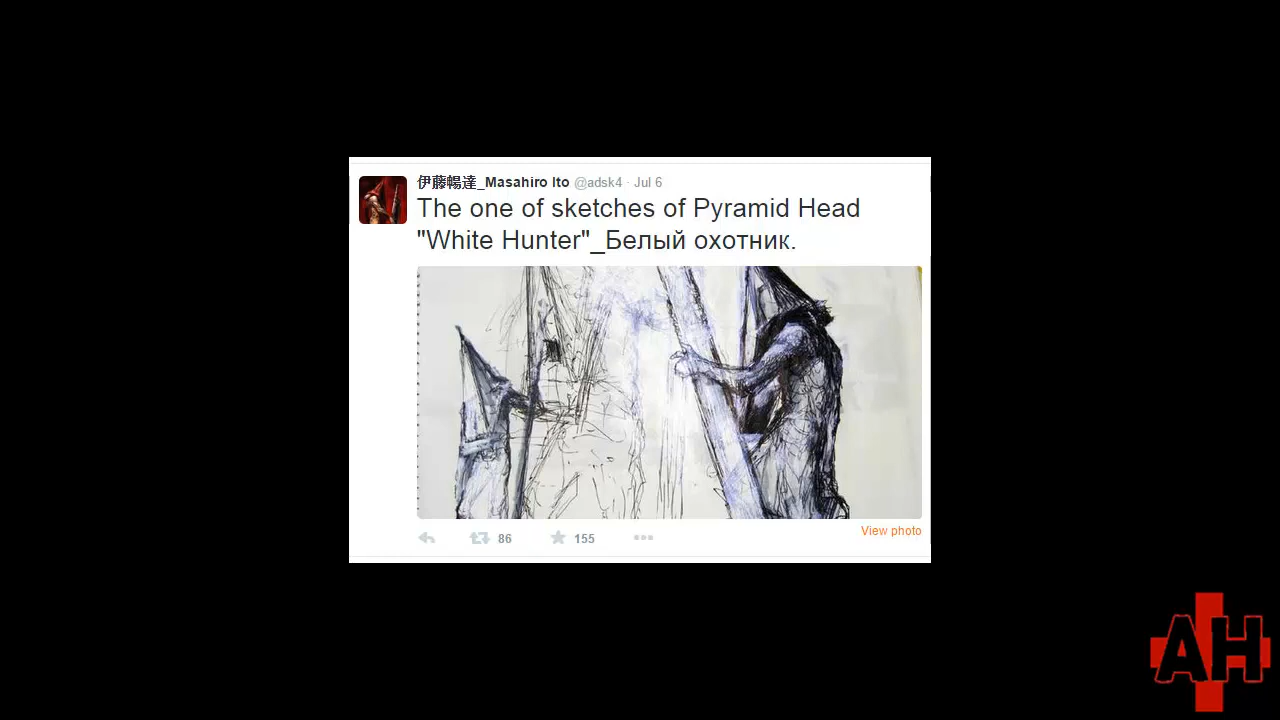 伊藤暢達_Masahiro Ito @adsk4 · Jul 6
The one of sketches of Pyramid Head
"White Hunter"_Белый охотник.
View photo
86 155
AH